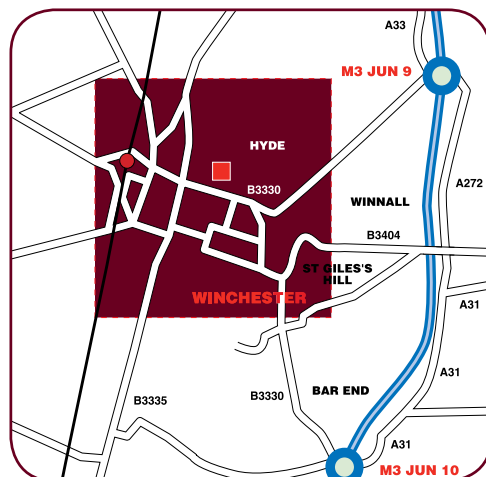 A33
M3 JUN 9
HYDE
A272
B3330
WINNALL
B3404
ST GILES'S
HILL
WINCHESTER
A31
A31
BAR END
B3335
B3330
A31
M3 JUN 10